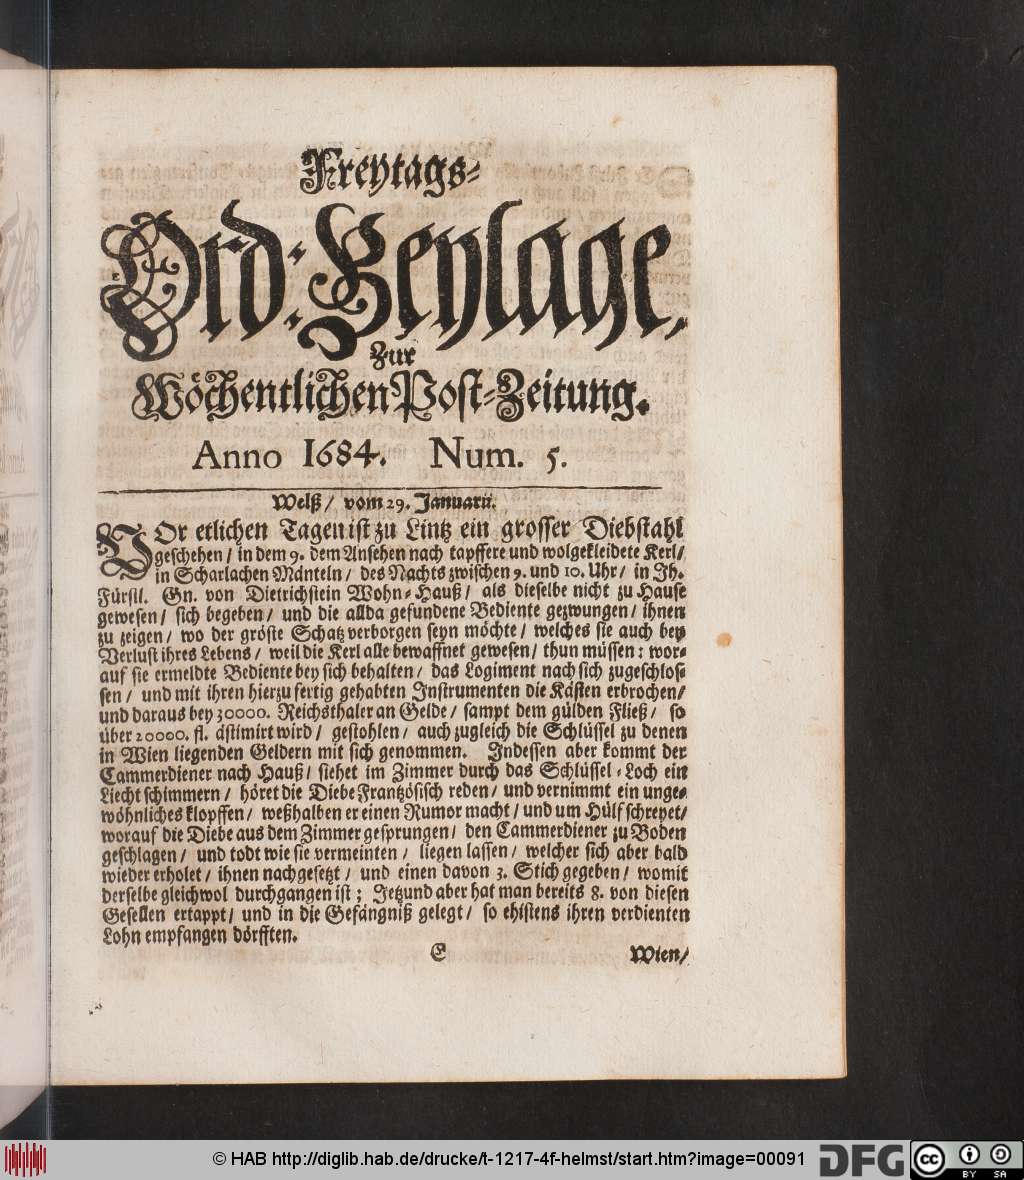 Freytags-
Ord: Beylage,
Zur
Wöchentlichen Post-Zeitung.
Anno 1684. Num. 5.
Welß / vom 29. Januarii.
VOr etlichen Tagen ist zu Lintz ein grosser Diebstahl
geschehen / in dem 9. dem Ansehen nach tapffere und wolgekleidete Kerl /
in Scharlachen Mänteln / des Nachts zwischen 9. und 10. Uhr / in Jh.
Fürstl. Gn. von Dietrichstein Wohn-Hauß / als dieselbe nicht zu Hause
gewesen / sich begeben / und die allda gefundene Bediente gezwungen / ihnen
zu zeigen / wo der gröste Schatz verborgen seyn möchte / welches sie auch bey
Verlust ihres Lebens / weil die Kerl alle bewaffnet gewesen / thun müssen: wor-
auf sie ermeldte Bediente bey sich behalten / das Logiment nach sich zugeschlos-
sen / und mit ihren hierzu fertig gehabten Instrumenten die Kästen erbrochen /
und daraus bey 30000. Reichsthaler an Gelde / sampt dem gülden Fließ / so
über 20000. fl. ästimirt wird / gestohlen / auch zugleich die Schlüssel zu denen
in Wien liegenden Geldern mit sich genommen. Indessen aber kommt der
Cammerdiener nach Hauß / siehet im Zimmer durch das Schlüssel-Loch ein
Liecht schimmern / höret die Diebe Frantzösisch reden / und vernimmt ein unge-
wöhnliches klopffen / weßhalben er einen Rumor macht / und um Hülf schreyet /
worauf die Diebe aus dem Zimmer gesprungen / den Cammerdiener zu Boden
geschlagen / und todt wie sie vermeinten / liegen lassen / welcher sich aber bald
wieder erholet / ihnen nachgesetzt / und einen davon 3. Stich gegeben / womit
derselbe gleichwol durchgangen ist; Jetzund aber hat man bereits 8. von diesen
Gesellen ertappt / und in die Gefängniß gelegt / so ehistens ihren verdienten
Lohn empfangen dörfften.
E Wien /
© HAB http://diglib.hab.de/drucke/t-1217-4f-helmst/start.htm?image=00091
DFG
cc BY SA